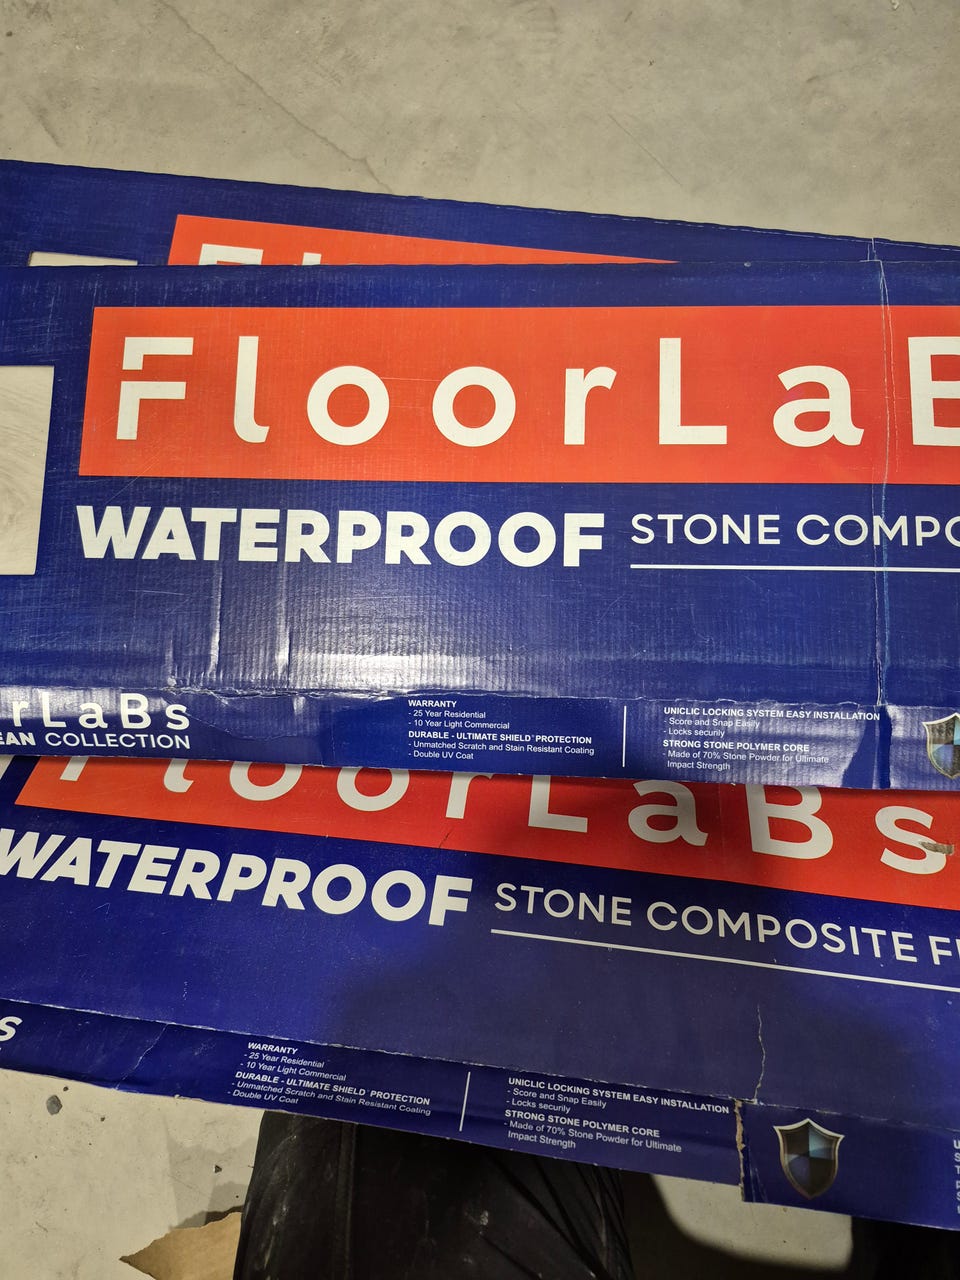 FloorLaB
WATERPROOF STONE COMPO
rLaBs
EAN COLLECTION
WARRANTY
- 25 Year Residential
- 10 Year Light Commercial
DURABLE - ULTIMATE SHIELD™ PROTECTION
- Unmatched Scratch and Stain Resistant Coating
- Double UV Coat
UNICLIC LOCKING SYSTEM EASY INSTALLATION
- Score and Snap Easily
- Locks securily
STRONG STONE POLYMER CORE
- Made of 70% Stone Powder for Ultimate
Impact Strength
FloorLaBs
WATERPROOF STONE COMPOSITE F
s
WARRANTY
- 25 Year Residential
- 10 Year Light Commercial
DURABLE - ULTIMATE SHIELD™ PROTECTION
- Unmatched Scratch and Stain Resistant Coating
- Double UV Coat
UNICLIC LOCKING SYSTEM EASY INSTALLATION
- Score and Snap Easily
- Locks securily
STRONG STONE POLYMER CORE
- Made of 70% Stone Powder for Ultimate
Impact Strength